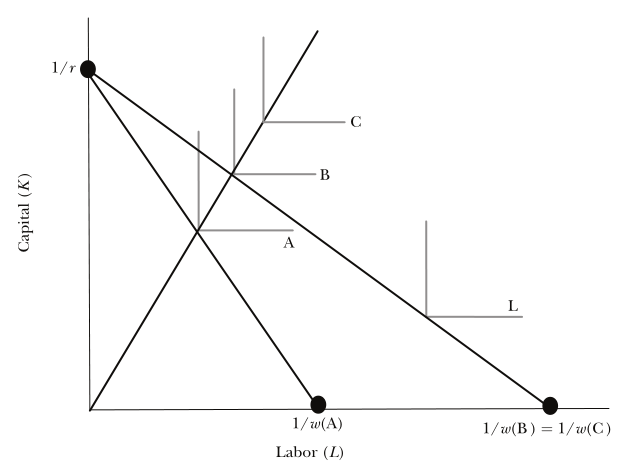 1/r
C
B
A
L
Capital (K)
1/w(A)
1/w(B) = 1/w(C)
Labor (L)